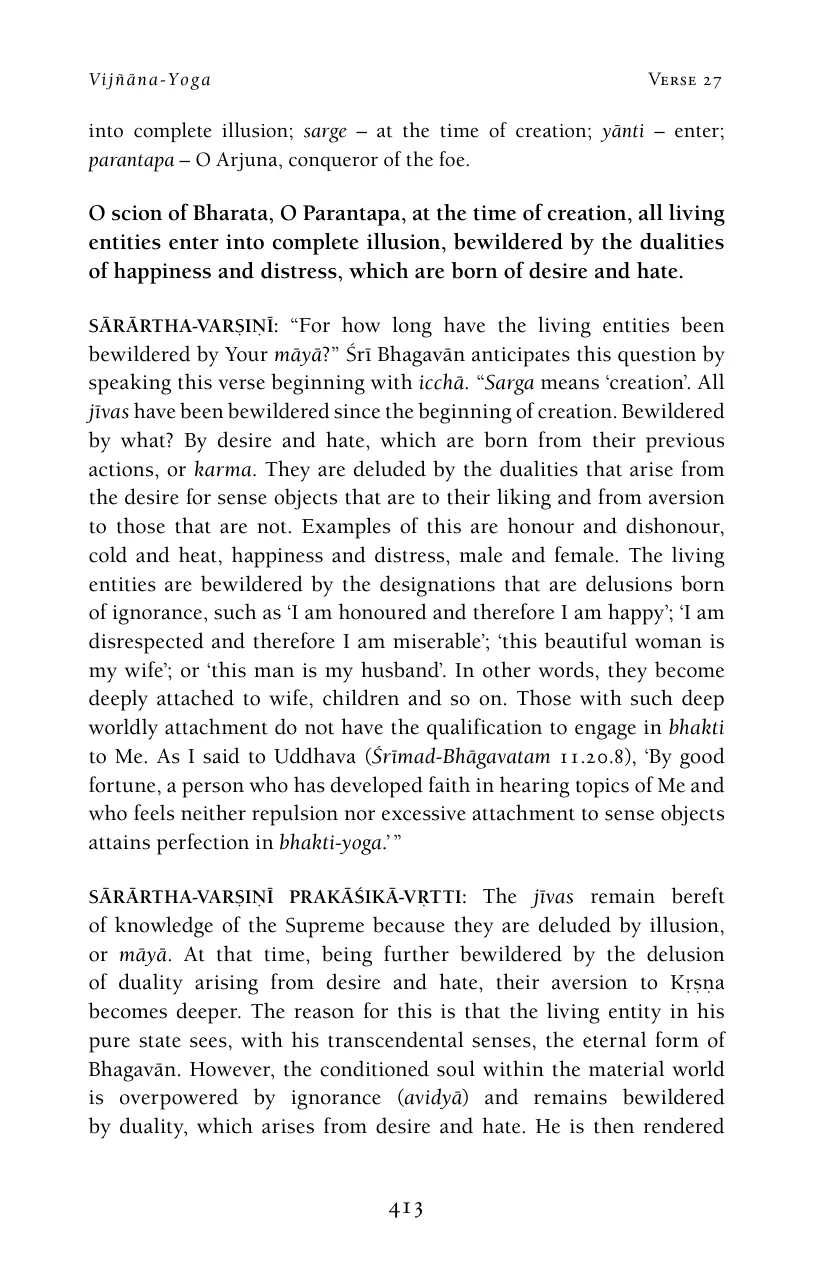 Vijñāna-Yoga
Verse 27
into complete illusion; sarge – at the time of creation; yānti – enter;
parantapa – O Arjuna, conqueror of the foe.
O scion of Bharata, O Parantapa, at the time of creation, all living
entities enter into complete illusion, bewildered by the dualities
of happiness and distress, which are born of desire and hate.
SĀRĀRTHA-VARṢIṆĪ: “For how long have the living entities been
bewildered by Your māyā?” Śrī Bhagavān anticipates this question by
speaking this verse beginning with icchā. “Sarga means ‘creation’. All
jīvas have been bewildered since the beginning of creation. Bewildered
by what? By desire and hate, which are born from their previous
actions, or karma. They are deluded by the dualities that arise from
the desire for sense objects that are to their liking and from aversion
to those that are not. Examples of this are honour and dishonour,
cold and heat, happiness and distress, male and female. The living
entities are bewildered by the designations that are delusions born
of ignorance, such as ‘I am honoured and therefore I am happy’; ‘I am
disrespected and therefore I am miserable’; ‘this beautiful woman is
my wife’; or ‘this man is my husband’. In other words, they become
deeply attached to wife, children and so on. Those with such deep
worldly attachment do not have the qualification to engage in bhakti
to Me. As I said to Uddhava (Śrīmad-Bhāgavatam 11.20.8), ‘By good
fortune, a person who has developed faith in hearing topics of Me and
who feels neither repulsion nor excessive attachment to sense objects
attains perfection in bhakti-yoga.’ ”
SĀRĀRTHA-VARṢIṆĪ PRAKĀŚIKĀ-VṚTTI: The jīvas remain bereft
of knowledge of the Supreme because they are deluded by illusion,
or māyā. At that time, being further bewildered by the delusion
of duality arising from desire and hate, their aversion to Kṛṣṇa
becomes deeper. The reason for this is that the living entity in his
pure state sees, with his transcendental senses, the eternal form of
Bhagavān. However, the conditioned soul within the material world
is overpowered by ignorance (avidyā) and remains bewildered
by duality, which arises from desire and hate. He is then rendered
413